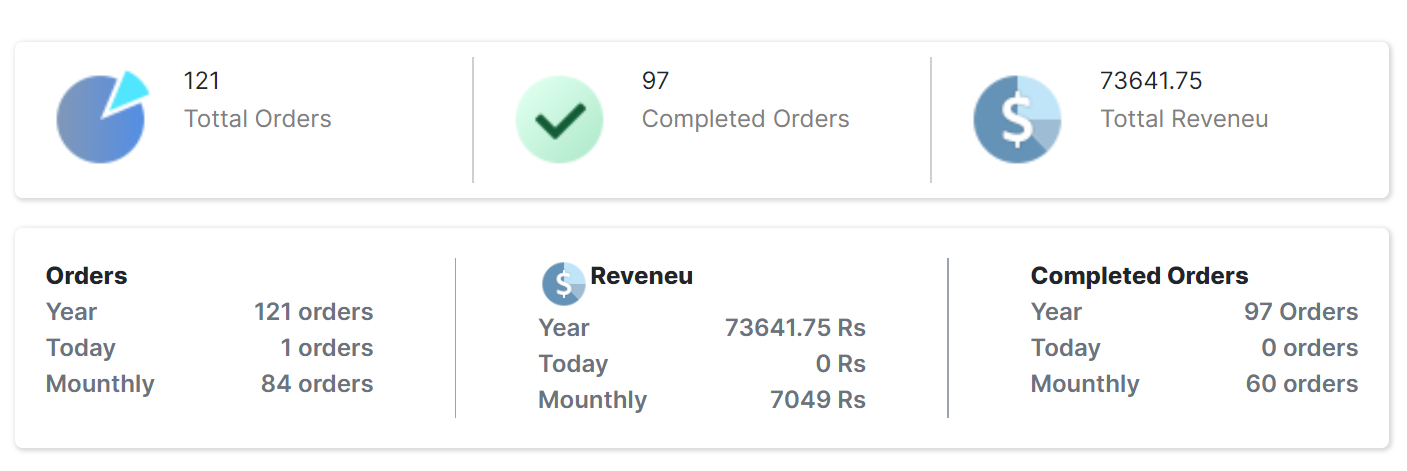 121
Tottal Orders
97
Completed Orders
73641.75
Tottal Reveneu
Orders
Year 121 orders
Today 1 orders
Mounthly 84 orders
$ Reveneu
Year 73641.75 Rs
Today 0 Rs
Mounthly 7049 Rs
Completed Orders
Year 97 Orders
Today 0 orders
Mounthly 60 orders